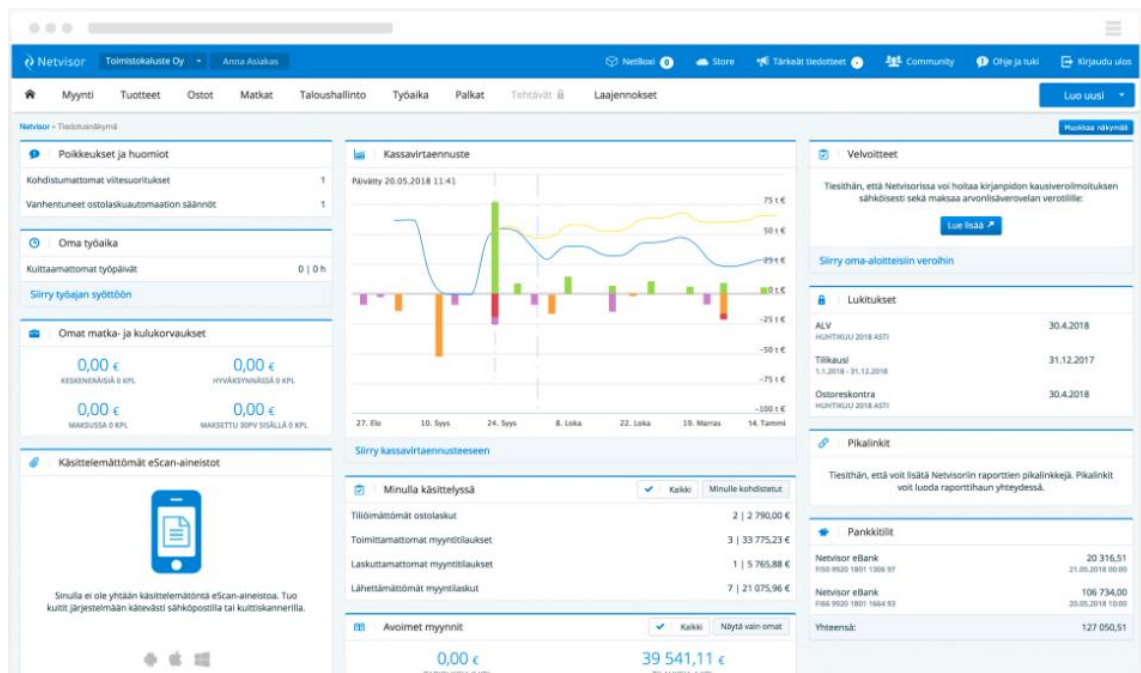 Netvisor Toimistokaluste Oy Anna Asiakas NetBoxi 0 Store Tärkeät tiedotteet Community Ohje ja tuki Kirjaudu ulos
Myynti Tuotteet Ostot Matkat Taloushallinto Työaika Palkat Tehtävät Laajennokset Luo uusi
Netvisor » Tiedotusnäkymä
Muokkaa näkymää
Poikkeukset ja huomiot
Kohdistumattomat viitesuoritukset 1
Vanhentuneet ostolaskuautomaation säännöt 1
Oma työaika
Kuittaamattomat työpäivät 0 | 0 h
Siirry työajan syöttöön
Omat matka- ja kulukorvaukset
0,00 € 0,00 €
KESKENERÄISIÄ 0 KPL HYVÄKSYNNÄSSÄ 0 KPL
0,00 € 0,00 €
MAKSUSSA 0 KPL MAKSETTU 30PV SISÄLLÄ 0 KPL
Käsittelemättömät eScan-aineistot
Sinulla ei ole yhtään käsittelemätöntä eScan-aineistoa. Tuo
kuitit järjestelmään kätevästi sähköpostilla tai kuittiskannerilla.
Kassavirtaennuste
Päivätty 20.05.2018 11:41
75 t €
50 t €
25 t €
0 t €
-25 t €
-50 t €
-75 t €
-100 t €
27. Elo 10. Syys 24. Syys 8. Loka 22. Loka 19. Marras 14. Tammi
Siirry kassavirtaennusteeseen
Minulla käsittelyssä Kaikki Minulle kohdistetut
Tiliöimättömät ostolaskut 2 | 2 790,00 €
Toimittamattomat myyntitilaukset 3 | 33 775,23 €
Laskuttamattomat myyntitilaukset 1 | 5 765,88 €
Lähettämättömät myyntilaskut 7 | 21 075,96 €
Avoimet myynnit Kaikki Näytä vain omat
0,00 € 39 541,11 €
Velvoitteet
Tiesithän, että Netvisorissa voi hoitaa kirjanpidon kausiveroilmoituksen
sähköisesti sekä maksaa arvonlisäverovelan verotilille:
Lue lisää
Siirry oma-aloitteisiin veroihin
Lukitukset
ALV 30.4.2018
HUHTIKUU 2018 ASTI
Tilikausi 31.12.2017
1.1.2018 - 31.12.2018
Ostoreskontra 30.4.2018
HUHTIKUU 2018 ASTI
Pikalinkit
Tiesithän, että voit lisätä Netvisoriin raporttien pikalinkkejä. Pikalinkit
voit luoda raporttihaun yhteydessä.
Pankkitilit
Netvisor eBank 20 316,51
FI50 9920 1801 1306 97 21.05.2018 00:00
Netvisor eBank 106 734,00
FI66 9920 1801 1664 93 20.05.2018 10:00
Yhteensä: 127 050,51